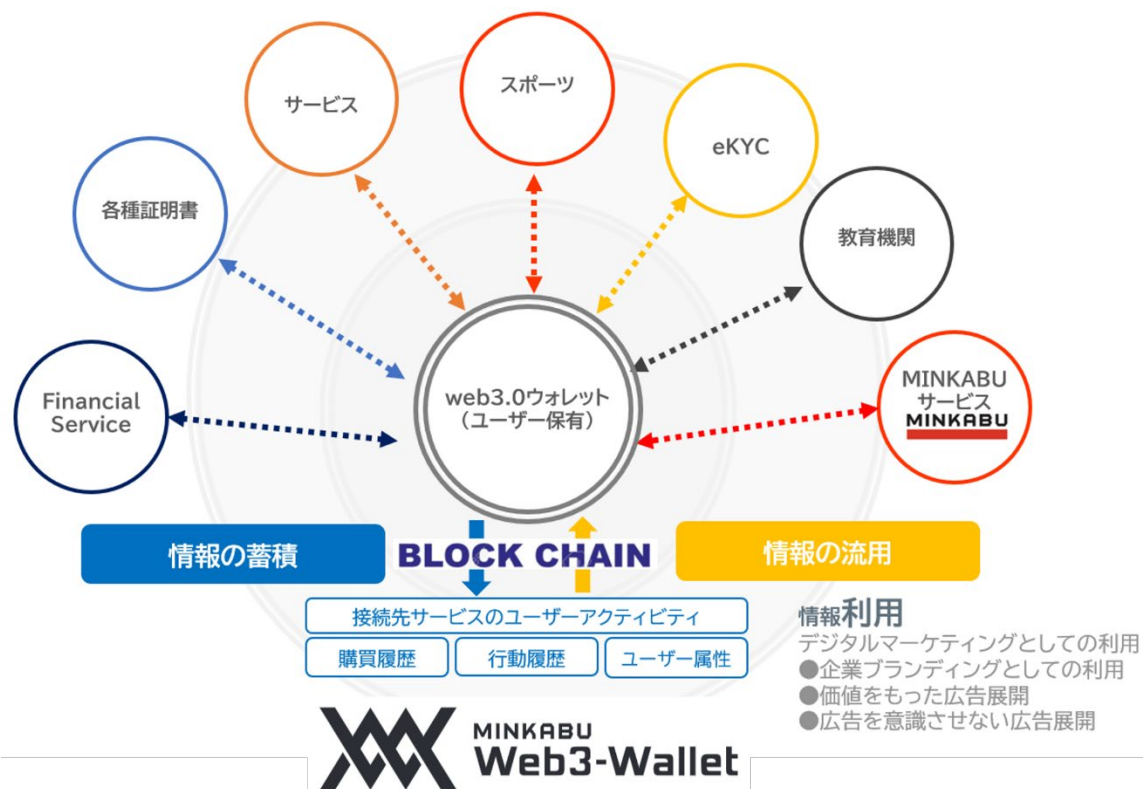 スポーツ
サービス
eKYC
各種証明書
教育機関
Financial
Service
web3.0ウォレット
（ユーザー保有）
MINKABU
サービス
MINKABU
情報の蓄積
BLOCK CHAIN
情報の流用
接続先サービスのユーザーアクティビティ
購買履歴
行動履歴
ユーザー属性
情報利用
デジタルマーケティングとしての利用
●企業ブランディングとしての利用
●価値をもった広告展開
●広告を意識させない広告展開
MINKABU
Web3-Wallet